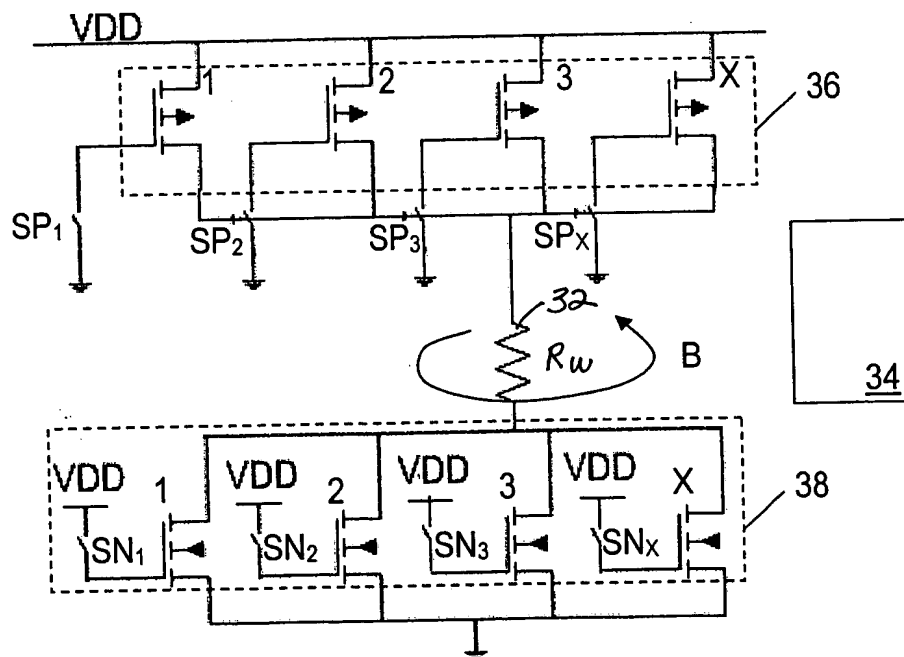 VDD
1 2 3 X
36
SP1 SP2 SP3 SPX
32
RW B
34
VDD VDD VDD VDD
1 2 3 X
38
SN1 SN2 SN3 SNX